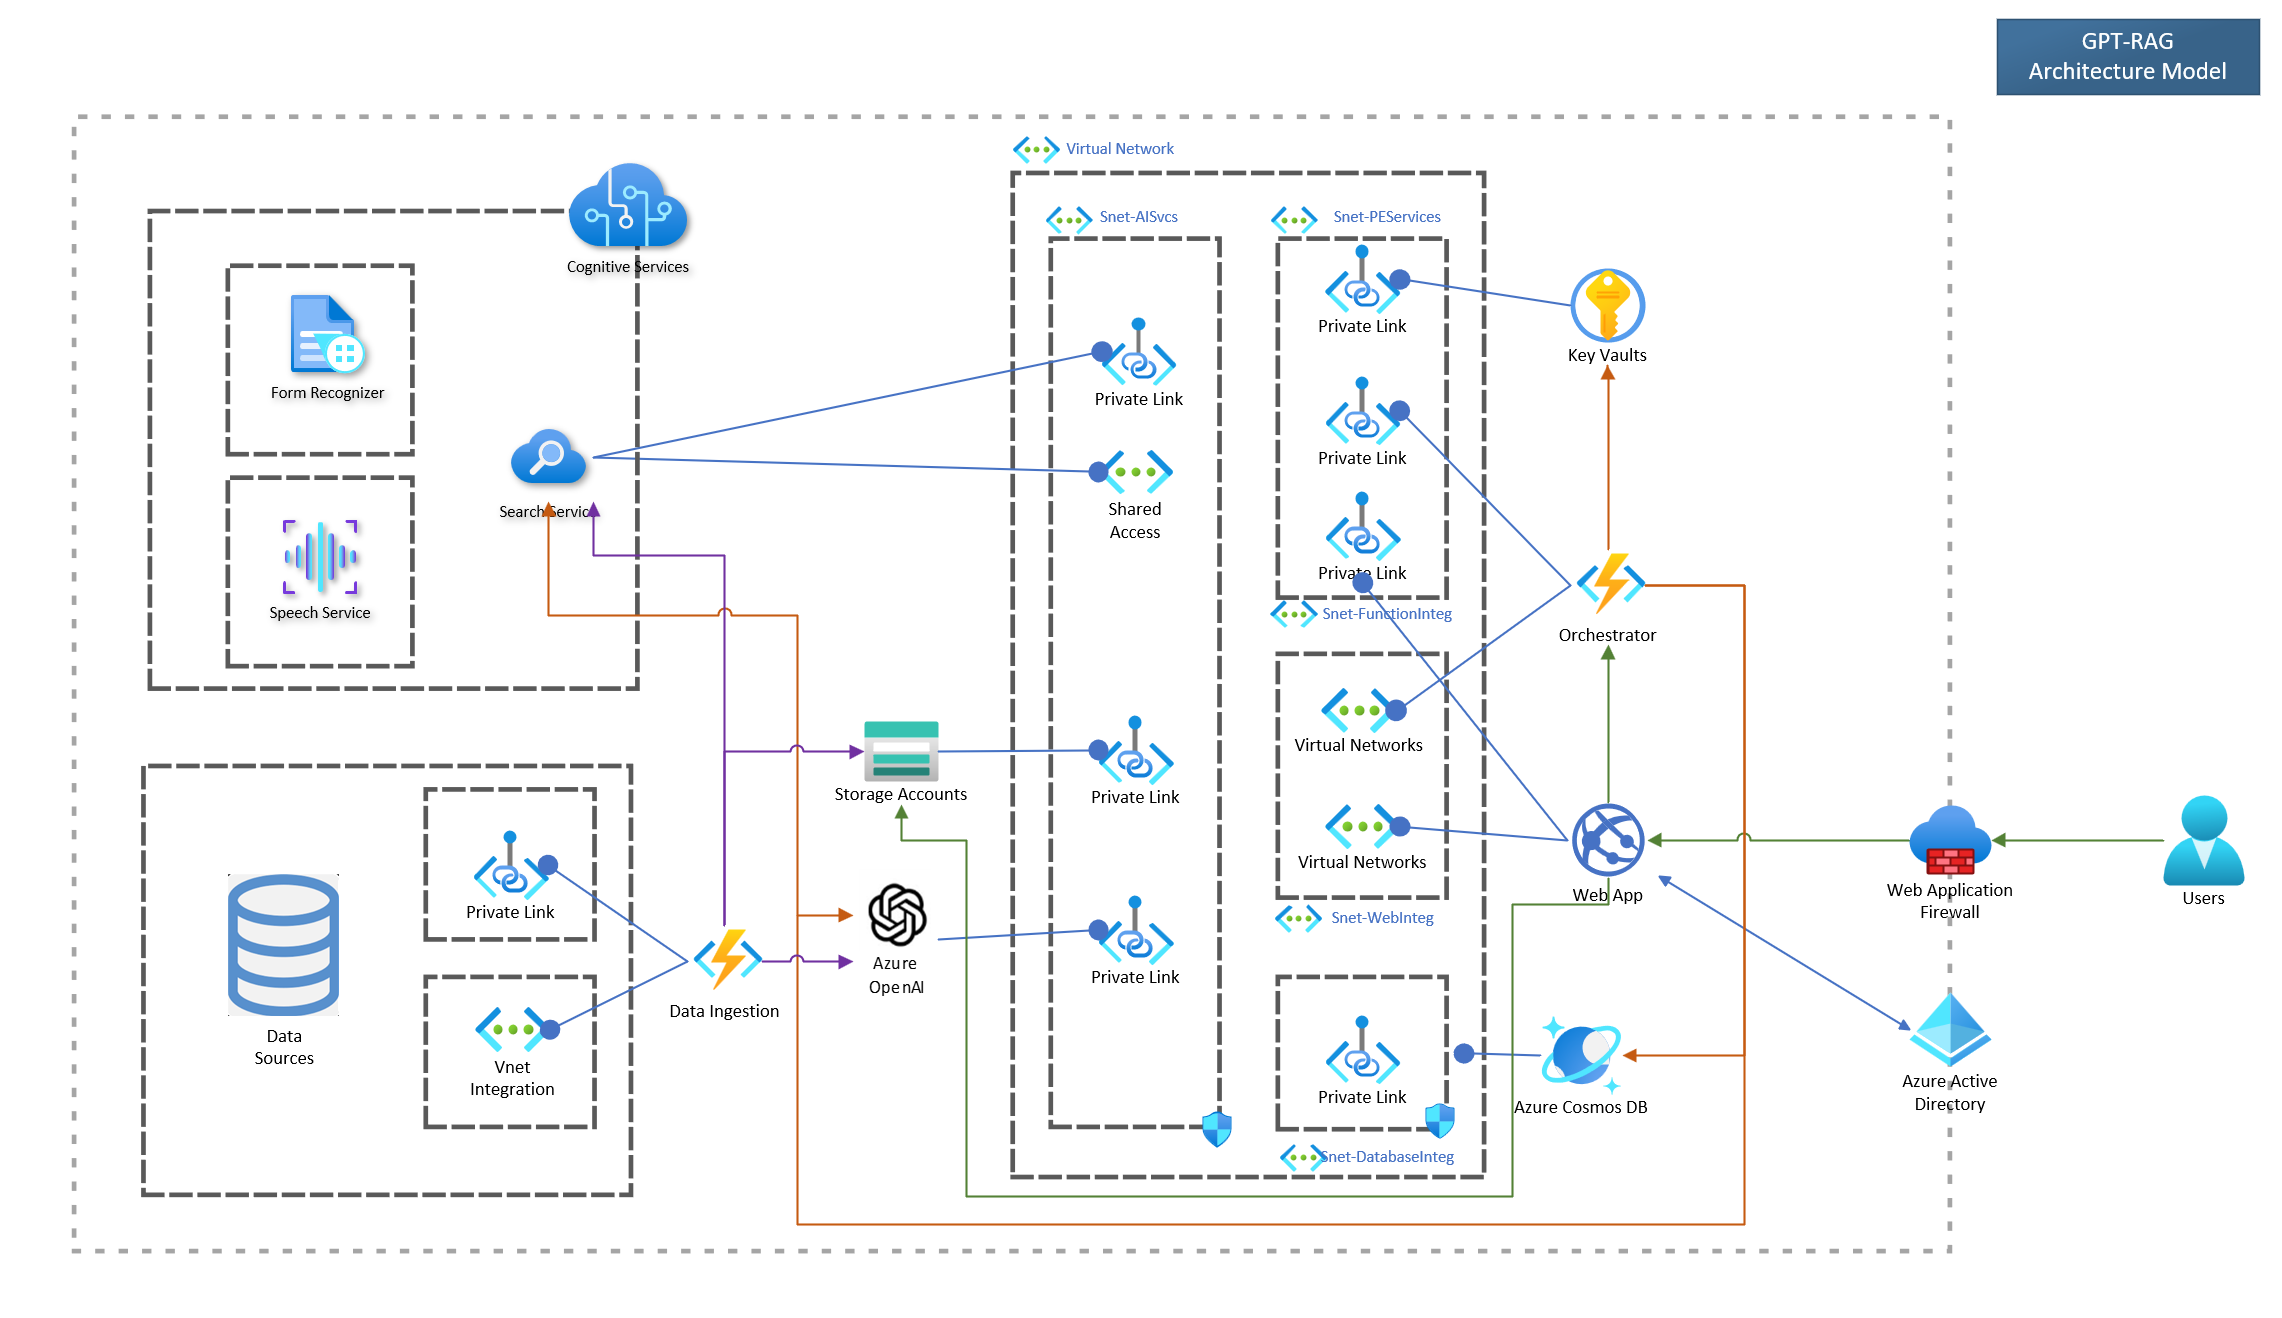 GPT-RAG
Architecture Model
Virtual Network
Snet-AISvcs
Snet-PEServices
Cognitive Services
Form Recognizer
Search Servic
Speech Service
Private Link
Shared
Access
Private Link
Private Link
Private Link
Private Link
Private Link
Snet-FunctionInteg
Virtual Networks
Virtual Networks
Snet-WebInteg
Private Link
Snet-DatabaseInteg
Key Vaults
Orchestrator
Web App
Azure Cosmos DB
Web Application
Firewall
Users
Azure Active
Directory
Storage Accounts
Azure
OpenAI
Data Ingestion
Private Link
Vnet
Integration
Data
Sources